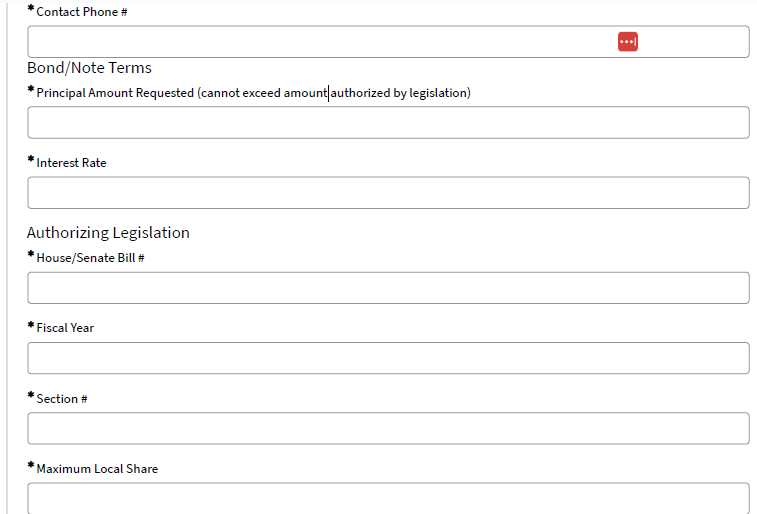 * Contact Phone #
Bond/Note Terms
* Principal Amount Requested (cannot exceed amount authorized by legislation)
* Interest Rate
Authorizing Legislation
* House/Senate Bill #
* Fiscal Year
* Section #
* Maximum Local Share